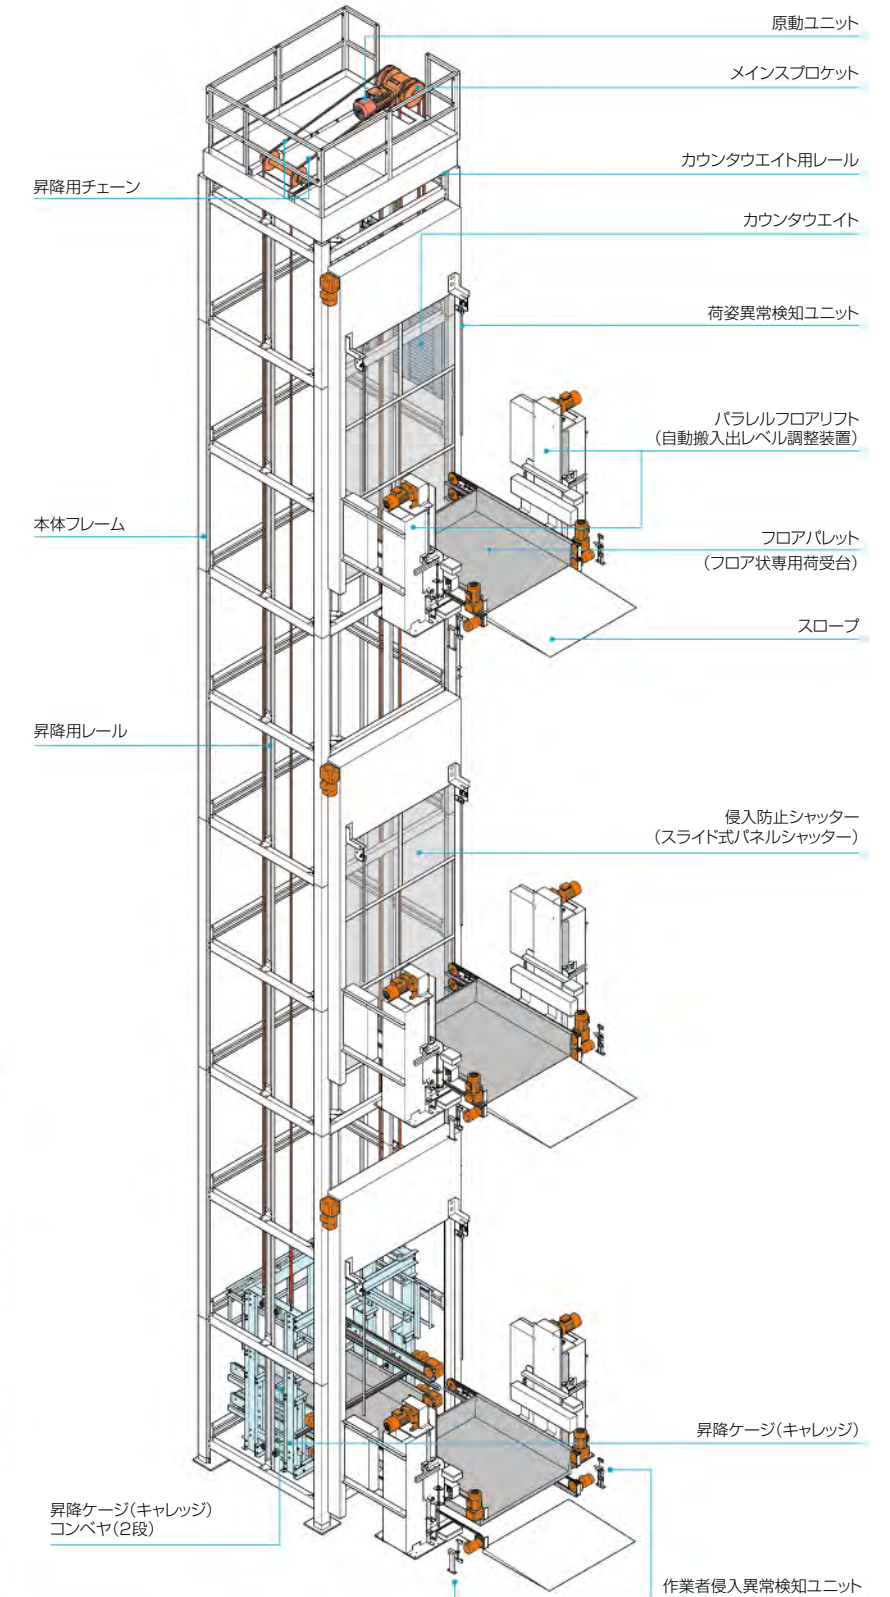 原動ユニット
メインスプロケット
カウンタウエイト用レール
昇降用チェーン
カウンタウエイト
荷姿異常検知ユニット
パラレルフロアリフト
（自動搬入出レベル調整装置）
本体フレーム
フロアパレット
（フロア状専用荷受台）
スロープ
昇降用レール
侵入防止シャッター
（スライド式パネルシャッター）
昇降ケージ（キャレッジ）
昇降ケージ（キャレッジ）
コンベヤ（2段）
作業者侵入異常検知ユニット